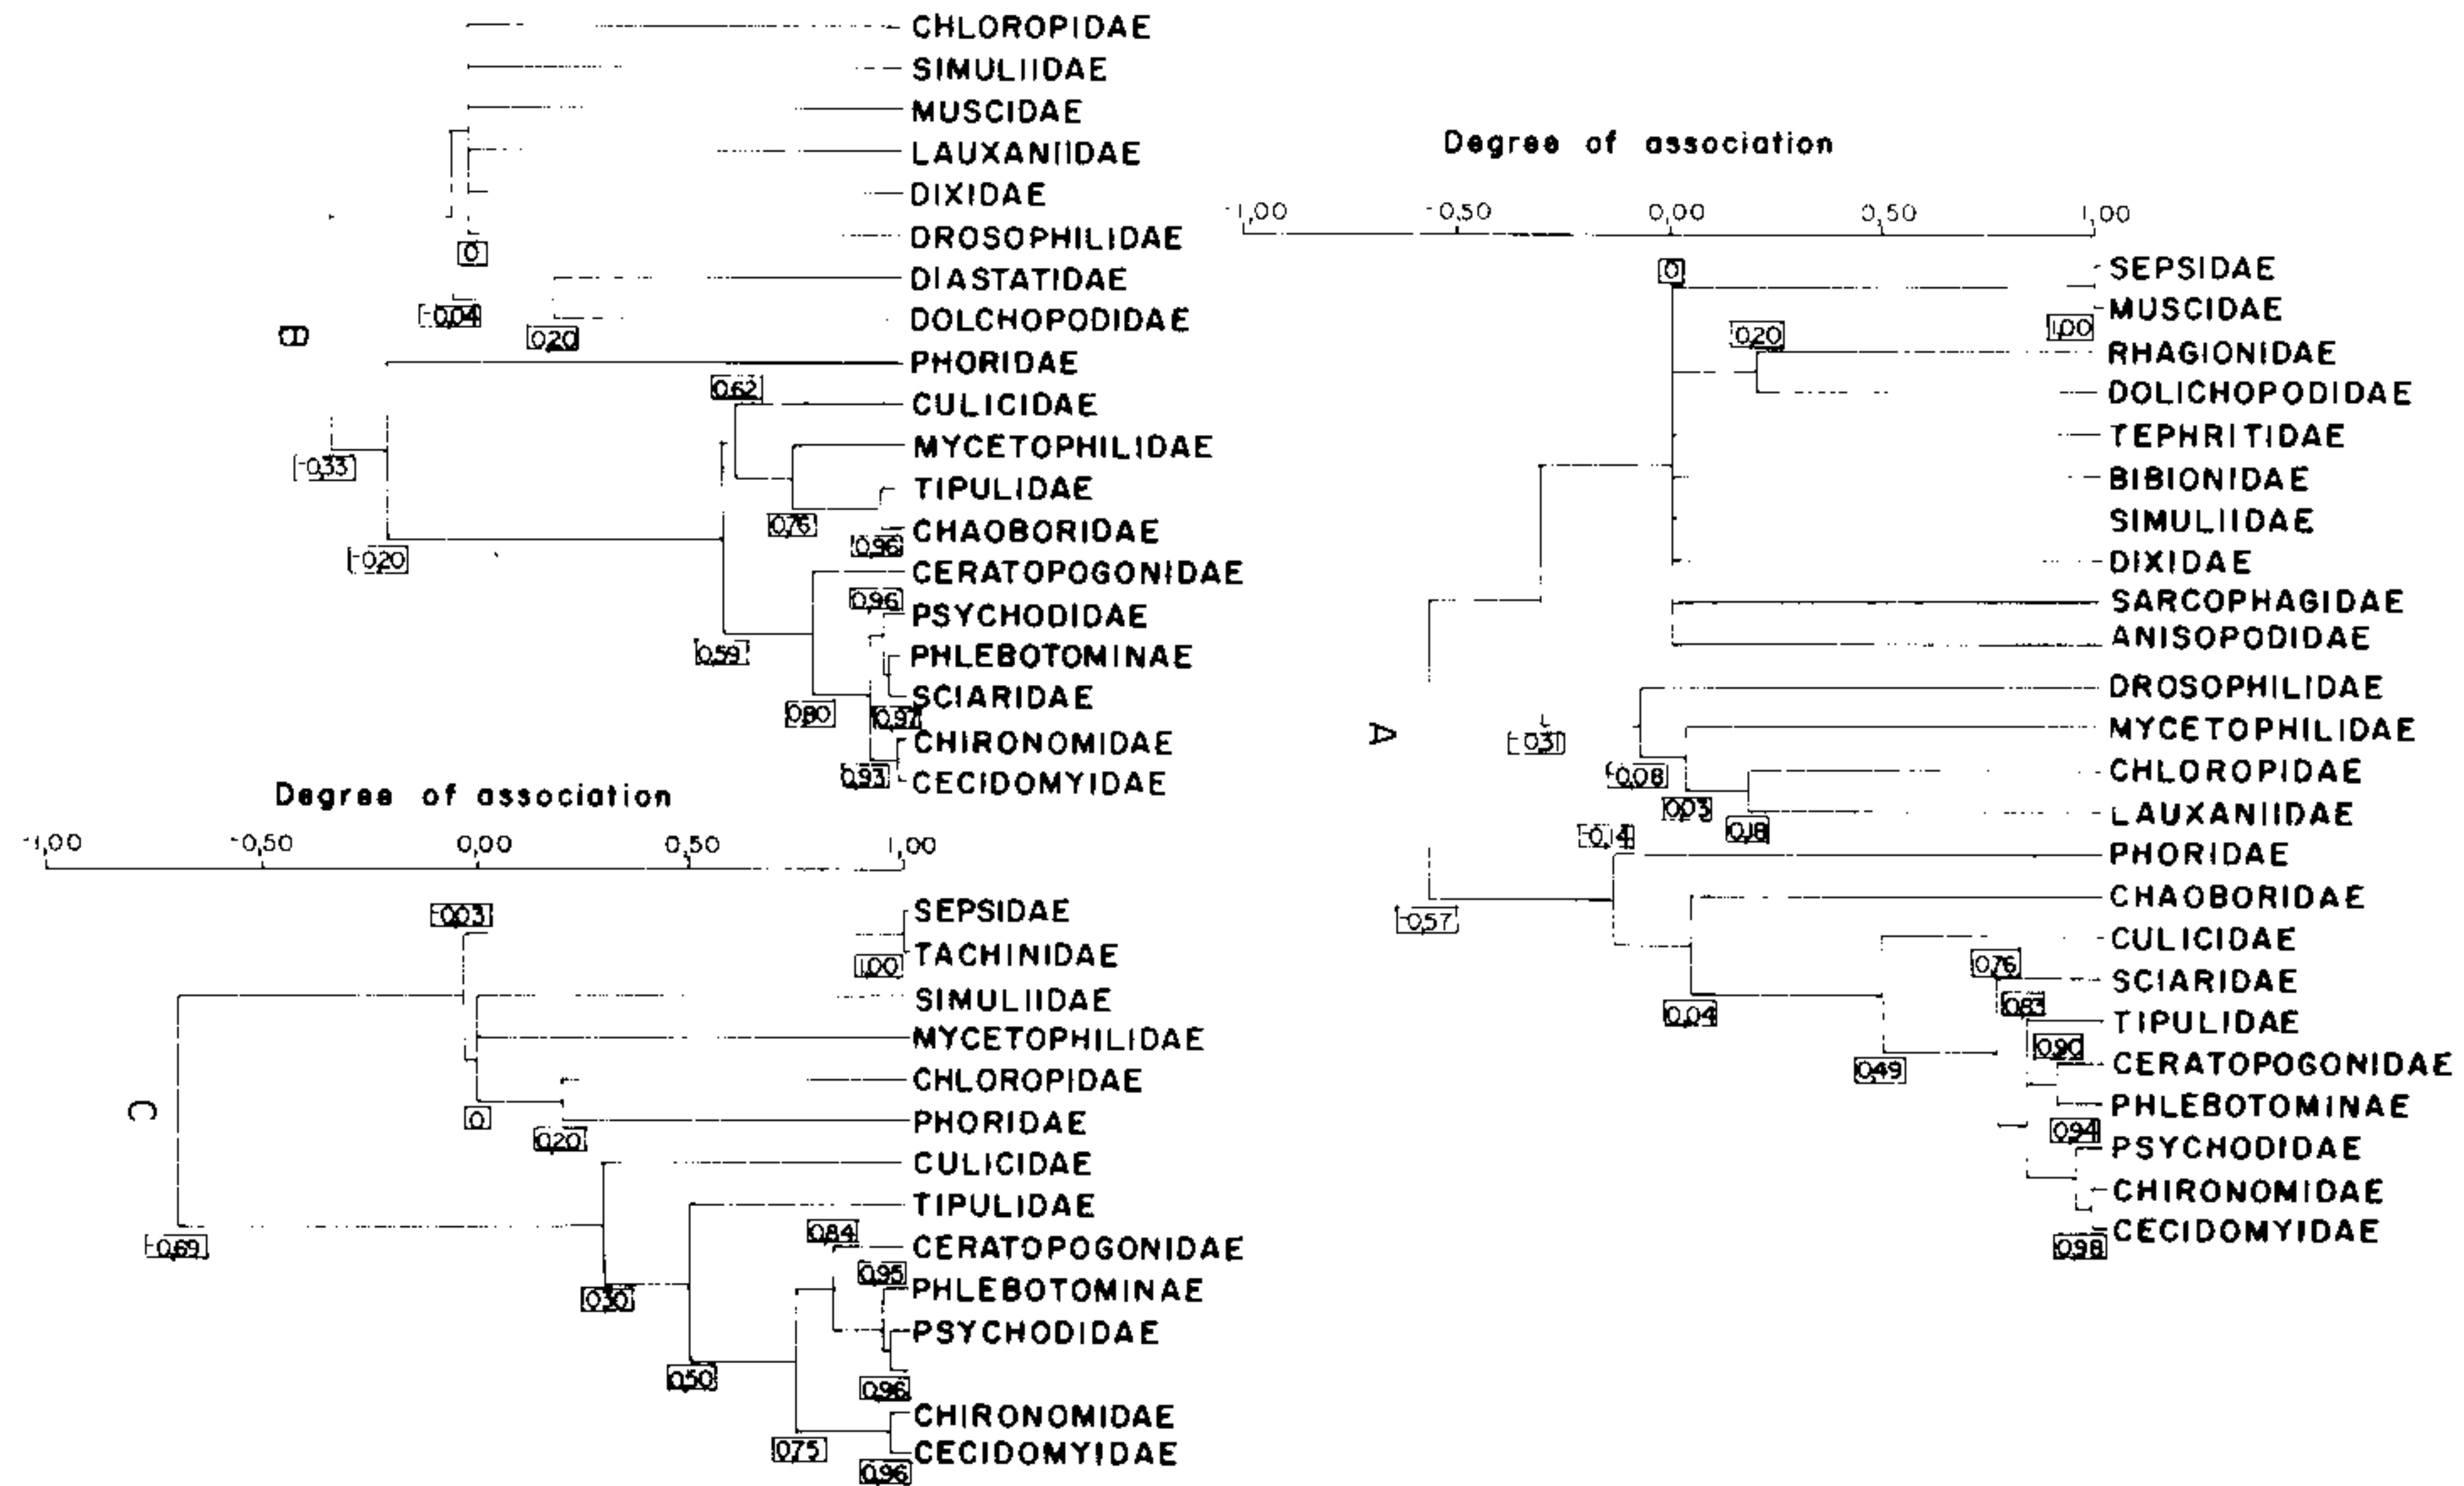 CHLOROPIDAE
SIMULIIDAE
MUSCIDAE
LAUXANIIDAE
DIXIDAE
DROSOPHILIDAE
0
DIASTATIDAE
-0,04
DOLCHOPODIDAE
0,20
B
PHORIDAE
0,62
CULICIDAE
MYCETOPHILIDAE
-0,33
TIPULIDAE
0,76
CHAOBORIDAE
0,96
-0,20
CERATOPOGONIDAE
0,96
PSYCHODIDAE
0,59
PHLEBOTOMINAE
SCIARIDAE
0,80
0,97
CHIRONOMIDAE
0,93
CECIDOMYIDAE
Degree of association
-1,00 -0,50 0,00 0,50 1,00
-0,03
SEPSIDAE
TACHINIDAE
1,00
SIMULIIDAE
MYCETOPHILIDAE
CHLOROPIDAE
C
0
PHORIDAE
0,20
CULICIDAE
TIPULIDAE
0,84
-0,69
CERATOPOGONIDAE
0,95
PHLEBOTOMINAE
0,30
PSYCHODIDAE
0,50
0,96
CHIRONOMIDAE
0,75
CECIDOMYIDAE
0,96
Degree of association
-1,00 -0,50 0,00 0,50 1,00
0
SEPSIDAE
MUSCIDAE
1,00
0,20
RHAGIONIDAE
DOLICHOPODIDAE
TEPHRITIDAE
BIBIONIDAE
SIMULIIDAE
DIXIDAE
SARCOPHAGIDAE
ANISOPODIDAE
DROSOPHILIDAE
MYCETOPHILIDAE
A
-0,31
CHLOROPIDAE
-0,08
0,03
LAUXANIIDAE
0,18
-0,14
PHORIDAE
CHAOBORIDAE
-0,57
CULICIDAE
0,76
SCIARIDAE
0,83
0,04
TIPULIDAE
0,90
CERATOPOGONIDAE
0,49
PHLEBOTOMINAE
0,94
PSYCHODIDAE
CHIRONOMIDAE
CECIDOMYIDAE
0,98